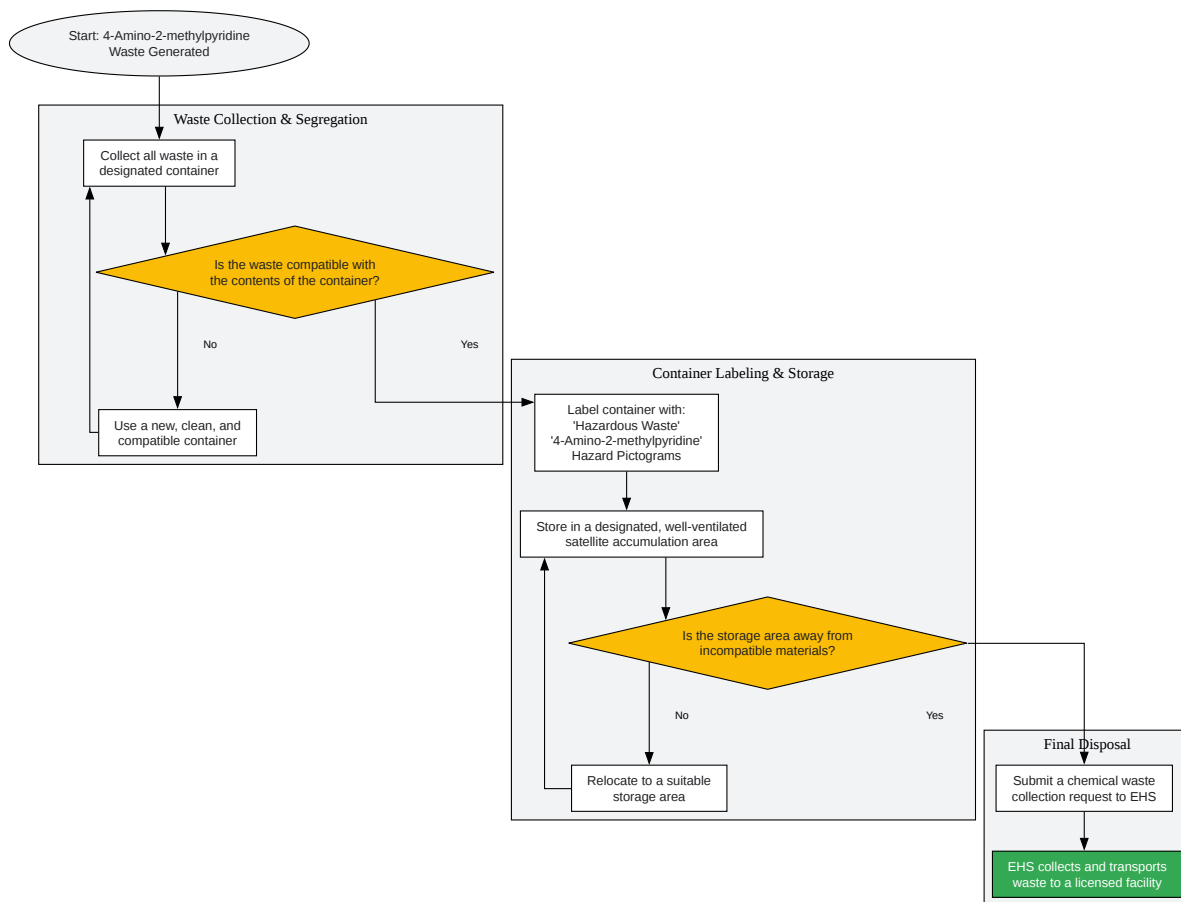 Start: 4-Amino-2-methylpyridine
Waste Generated
Waste Collection & Segregation
Collect all waste in a
designated container
Is the waste compatible with
the contents of the container?
No
Yes
Use a new, clean, and
compatible container
Container Labeling & Storage
Label container with:
'Hazardous Waste'
'4-Amino-2-methylpyridine'
Hazard Pictograms
Store in a designated, well-ventilated
satellite accumulation area
Is the storage area away from
incompatible materials?
No
Yes
Relocate to a suitable
storage area
Final Disposal
Submit a chemical waste
collection request to EHS
EHS collects and transports
waste to a licensed facility